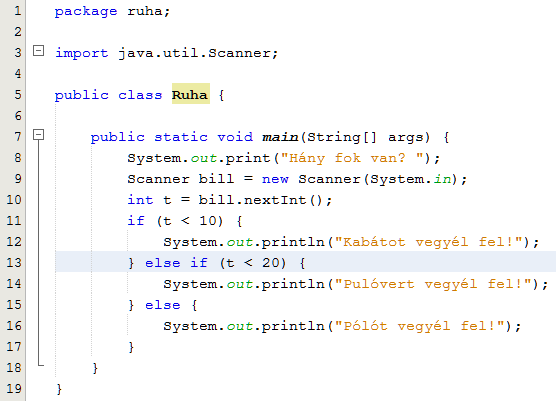 1 package ruha;
2
3 import java.util.Scanner;
4
5 public class Ruha {
6
7 public static void main(String[] args) {
8 System.out.print("Hány fok van? ");
9 Scanner bill = new Scanner(System.in);
10 int t = bill.nextInt();
11 if (t < 10) {
12 System.out.println("Kabátot vegyél fel!");
13 } else if (t < 20) {
14 System.out.println("Pulóvert vegyél fel!");
15 } else {
16 System.out.println("Pólót vegyél fel!");
17 }
18 }
19 }